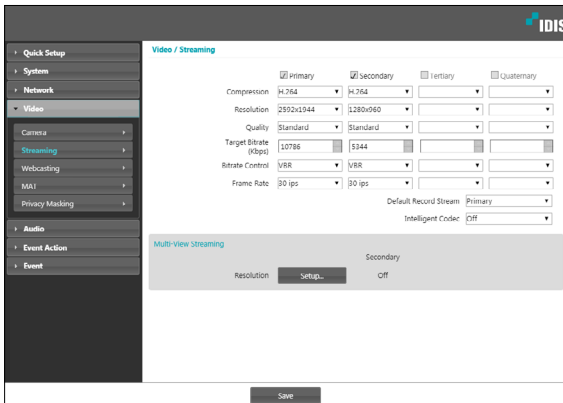 IDIS
Quick Setup
System
Network
Video
Camera
Streaming
Webcasting
MAT
Privacy Masking
Audio
Event Action
Event
Video / Streaming
Primary Secondary Tertiary Quaternary
Compression H.264 H.264
Resolution 2592x1944 1280x960
Quality Standard Standard
Target Bitrate
(Kbps) 10786 5344
Bitrate Control VBR VBR
Frame Rate 30 ips 30 ips
Default Record Stream Primary
Intelligent Codec Off
Multi-View Streaming
Secondary
Resolution Setup... Off
Save